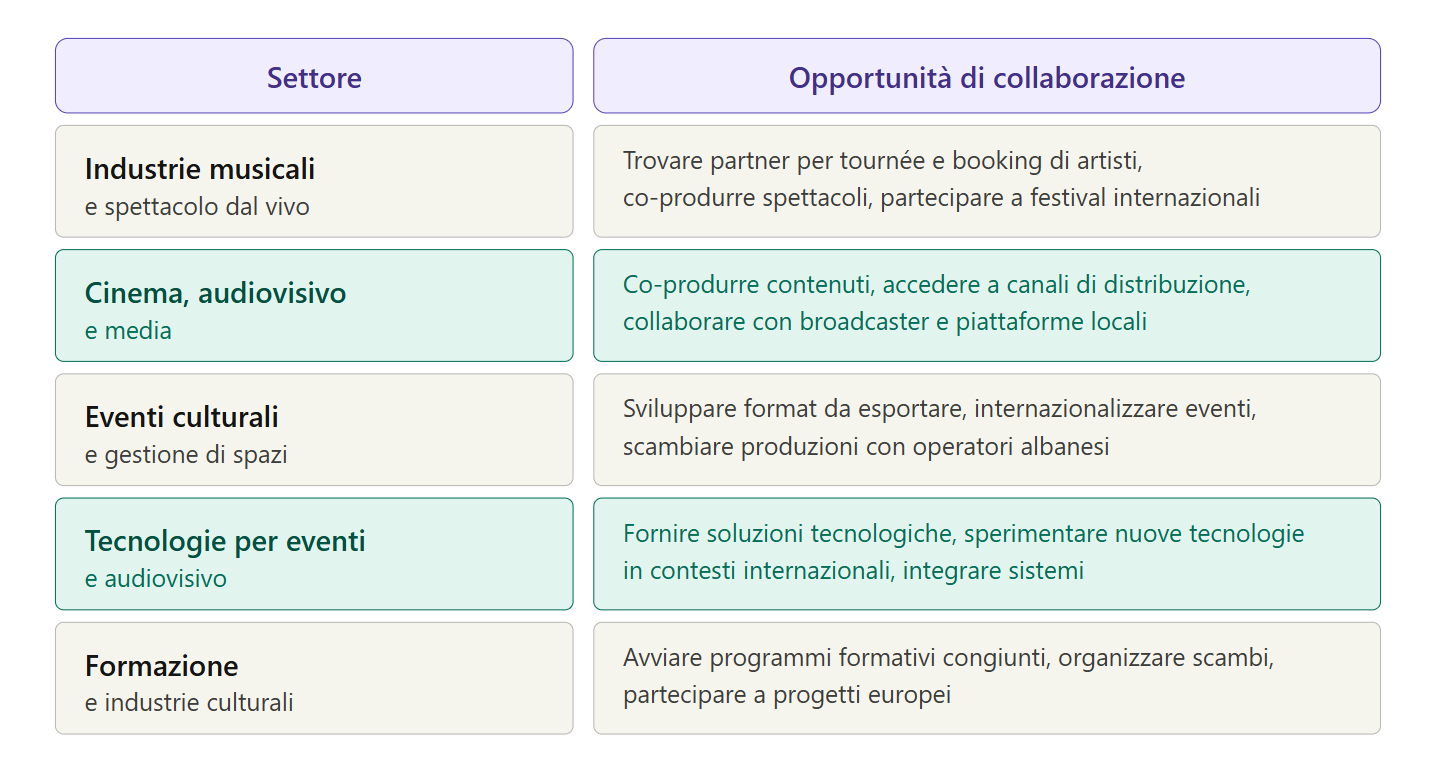 Settore
Opportunità di collaborazione
Industrie musicali
e spettacolo dal vivo
Trovare partner per tournée e booking di artisti,
co-produrre spettacoli, partecipare a festival internazionali
Cinema, audiovisivo
e media
Co-produrre contenuti, accedere a canali di distribuzione,
collaborare con broadcaster e piattaforme locali
Eventi culturali
e gestione di spazi
Sviluppare format da esportare, internazionalizzare eventi,
scambiare produzioni con operatori albanesi
Tecnologie per eventi
e audiovisivo
Fornire soluzioni tecnologiche, sperimentare nuove tecnologie
in contesti internazionali, integrare sistemi
Formazione
e industrie culturali
Avviare programmi formativi congiunti, organizzare scambi,
partecipare a progetti europei